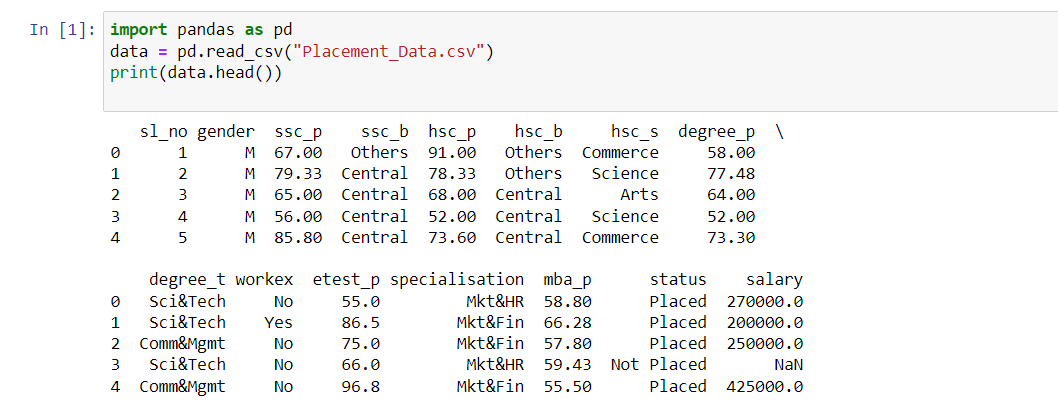 In [1]: import pandas as pd
data = pd.read_csv("Placement_Data.csv")
print(data.head())
sl_no gender ssc_p ssc_b hsc_p hsc_b hsc_s degree_p \
0 1 M 67.00 Others 91.00 Others Commerce 58.00
1 2 M 79.33 Central 78.33 Others Science 77.48
2 3 M 65.00 Central 68.00 Central Arts 64.00
3 4 M 56.00 Central 52.00 Central Science 52.00
4 5 M 85.80 Central 73.60 Central Commerce 73.30
degree_t workex etest_p specialisation mba_p status salary
0 Sci&Tech No 55.0 Mkt&HR 58.80 Placed 270000.0
1 Sci&Tech Yes 86.5 Mkt&Fin 66.28 Placed 200000.0
2 Comm&Mgmt No 75.0 Mkt&Fin 57.80 Placed 250000.0
3 Sci&Tech No 66.0 Mkt&HR 59.43 Not Placed NaN
4 Comm&Mgmt No 96.8 Mkt&Fin 55.50 Placed 425000.0